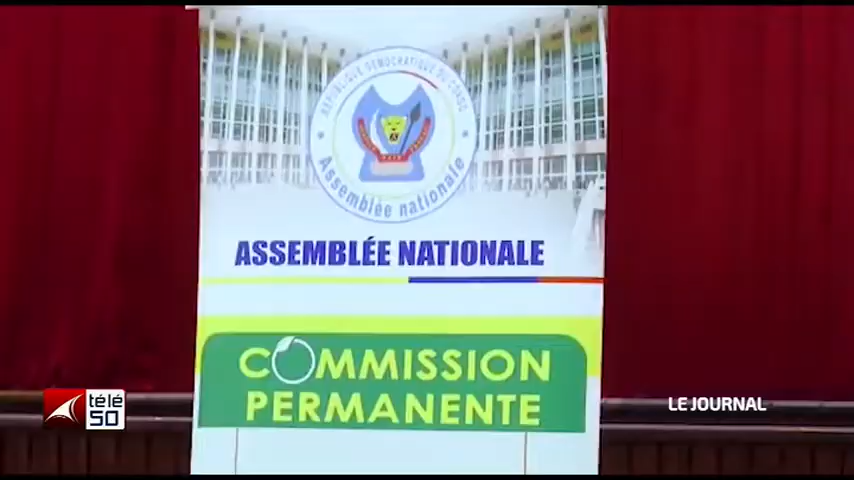 RÉPUBLIQUE DÉMOCRATIQUE DU CONGO
Assemblée nationale
ASSEMBLÉE NATIONALE
COMMISSION
PERMANENTE
télé
50
LE JOURNAL